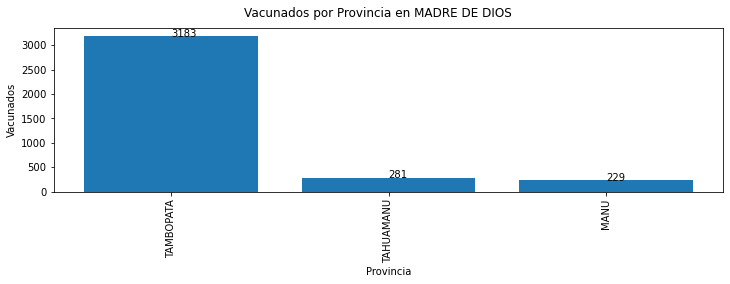 Vacunados por Provincia en MADRE DE DIOS
Vacunados
3000
2500
2000
1500
1000
500
0
3183
281
229
TAMBOPATA
TAHUAMANU
MANU
Provincia